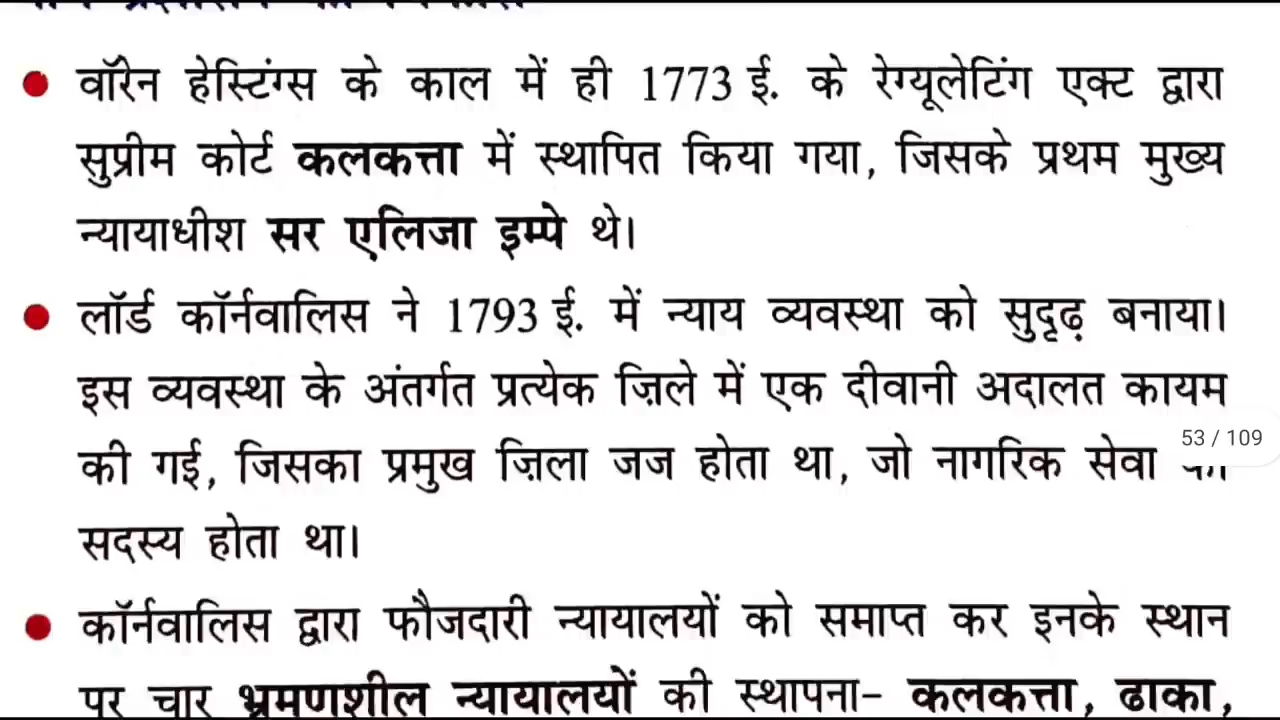 वॉरेन हेस्टिंग्स के काल में ही 1773 ई. के रेग्यूलेटिंग एक्ट द्वारा
सुप्रीम कोर्ट कलकत्ता में स्थापित किया गया, जिसके प्रथम मुख्य
न्यायाधीश सर एलिजा इम्पे थे।
लॉर्ड कॉर्नवालिस ने 1793 ई. में न्याय व्यवस्था को सुदृढ़ बनाया।
इस व्यवस्था के अंतर्गत प्रत्येक ज़िले में एक दीवानी अदालत कायम
की गई, जिसका प्रमुख ज़िला जज होता था, जो नागरिक सेवा
53 / 109
सदस्य होता था।
कॉर्नवालिस द्वारा फौजदारी न्यायालयों को समाप्त कर इनके स्थान
पर चार भ्रमणशील न्यायालयों की स्थापना- कलकत्ता, ढाका,